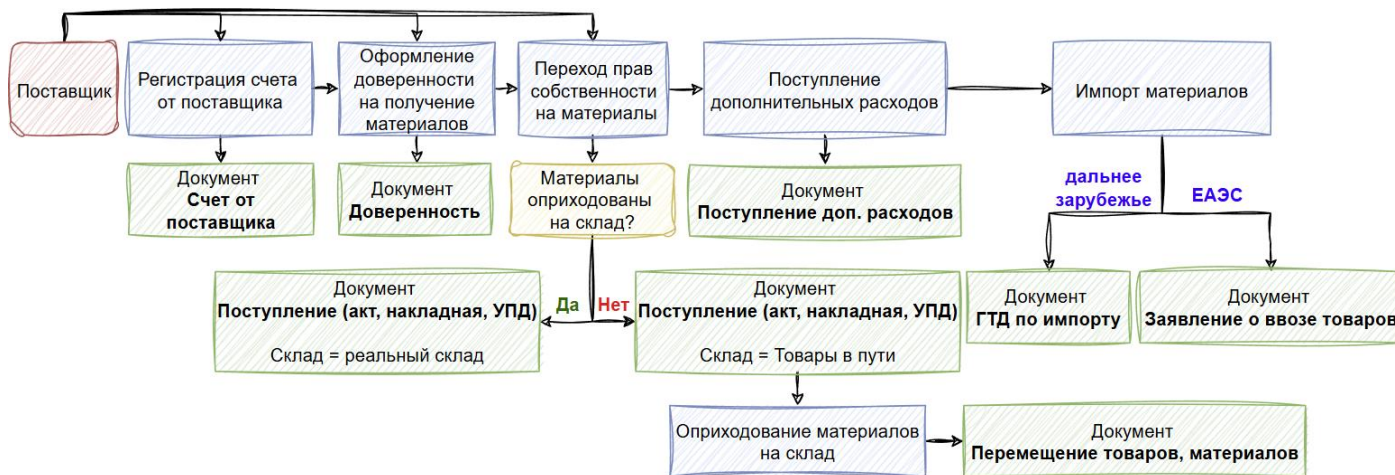 Поставщик
Регистрация счета
от поставщика
Оформление
доверенности
на получение
материалов
Переход прав
собственности
на материалы
Поступление
дополнительных расходов
Импорт материалов
Документ
Счет от
поставщика
Документ
Доверенность
Материалы
оприходованы
на склад?
Документ
Поступление доп. расходов
дальнее
зарубежье
ЕАЭС
Документ
Поступление (акт, накладная, УПД)
Склад = реальный склад
Да
Нет
Документ
Поступление (акт, накладная, УПД)
Склад = Товары в пути
Документ
ГТД по импорту
Документ
Заявление о ввозе товаров
Оприходование материалов
на склад
Документ
Перемещение товаров, материалов